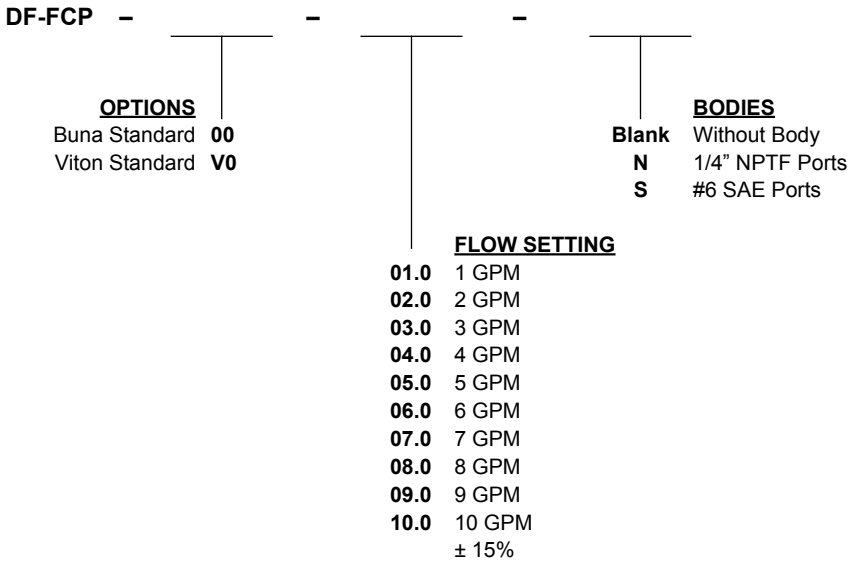 DF-FCP – – –
OPTIONS
Buna Standard 00
Viton Standard V0
BODIES
Blank Without Body
N 1/4” NPTF Ports
S #6 SAE Ports
FLOW SETTING
01.0 1 GPM
02.0 2 GPM
03.0 3 GPM
04.0 4 GPM
05.0 5 GPM
06.0 6 GPM
07.0 7 GPM
08.0 8 GPM
09.0 9 GPM
10.0 10 GPM
± 15%